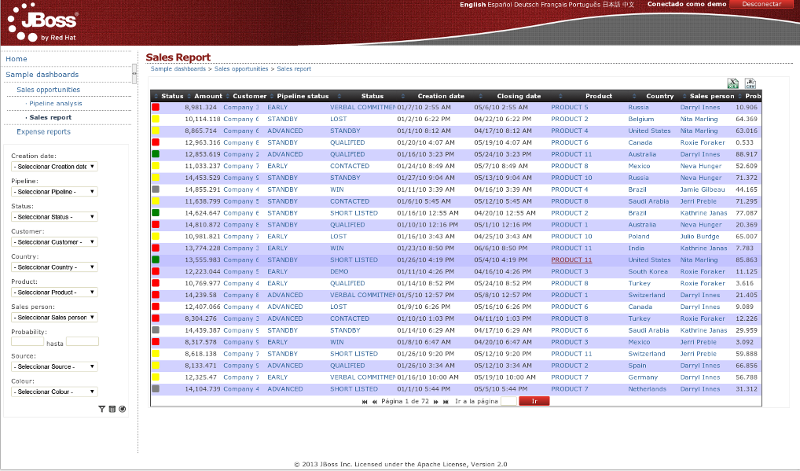 English Español Deutsch Français Português 日本語 中文 Conectado como demo Desconectar
JBoss
by Red Hat
Home
Sample dashboards
Sales opportunities
Pipeline analysis
Sales report
Expense reports
Creation date:
- Seleccionar Creation date
Pipeline:
- Seleccionar Pipeline -
Status:
- Seleccionar Status -
Customer:
- Seleccionar Customer -
Country:
- Seleccionar Country -
Product:
- Seleccionar Product -
Sales person:
- Seleccionar Sales person
Probability:
hasta
Source:
- Seleccionar Source -
Colour:
- Seleccionar Colour -
Sales Report
Sample dashboards > Sales opportunities > Sales report
Status Amount Customer Pipeline status Status Creation date Closing date Product Country Sales person Prob
8,981.324 Company 3 EARLY VERBAL COMMITMEN 01/7/10 2:55 AM 05/6/10 2:55 AM PRODUCT 5 Russia Darryl Innes 10.906
10,114.118 Company 6 STANDBY LOST 01/2/10 6:22 PM 04/22/10 6:22 PM PRODUCT 2 Belgium Nita Marling 64.369
8,865.714 Company 6 ADVANCED STANDBY 01/1/10 8:12 AM 04/17/10 8:12 AM PRODUCT 4 United States Nita Marling 63.016
12,963.316 Company 8 STANDBY QUALIFIED 01/20/10 4:07 AM 05/19/10 4:07 AM PRODUCT 6 Canada Roxie Foraker 0.533
12,853.619 Company 2 ADVANCED QUALIFIED 01/16/10 3:23 PM 05/24/10 3:23 PM PRODUCT 11 Australia Darryl Innes 88.917
11,033.237 Company 7 EARLY CONTACTED 01/24/10 8:49 PM 05/7/10 8:49 PM PRODUCT 8 Mexico Nita Marling 52.609
14,453.529 Company 9 STANDBY STANDBY 01/27/10 9:04 AM 05/13/10 9:04 AM PRODUCT 10 Russia Nita Marling 71.372
14,855.291 Company 4 STANDBY WIN 01/11/10 3:39 AM 04/16/10 3:39 AM PRODUCT 4 Brazil Jamie Gilbeau 44.165
11,638.799 Company 5 STANDBY CONTACTED 01/6/10 5:45 AM 05/12/10 5:45 AM PRODUCT 8 Saudi Arabia Jerri Preble 71.295
14,624.647 Company 6 STANDBY SHORT LISTED 01/16/10 12:55 AM 04/20/10 12:55 AM PRODUCT 2 Brazil Kathrine Janas 77.087
14,810.872 Company 8 STANDBY QUALIFIED 01/10/10 12:16 PM 05/12/10 12:16 PM PRODUCT 1 Australia Nita Marling 20.369
10,981.821 Company 7 EARLY LOST 01/16/10 3:43 AM 04/25/10 3:43 AM PRODUCT 10 Poland Julio Burdge 65.007
13,774.228 Company 3 EARLY WIN 01/23/10 8:50 PM 06/6/10 8:50 PM PRODUCT 11 India Kathrine Janas 7.783
13,555.983 Company 6 STANDBY SHORT LISTED 01/26/10 4:19 PM 05/4/10 4:19 PM PRODUCT 11 United States Nita Marling 85.863
12,223.044 Company 5 EARLY DEMO 01/11/10 4:26 PM 04/16/10 4:26 PM PRODUCT 3 South Korea Roxie Foraker 11.125
10,769.977 Company 4 EARLY QUALIFIED 01/14/10 8:52 PM 05/24/10 8:52 PM PRODUCT 8 Turkey Roxie Foraker 3.616
14,239.58 Company 8 ADVANCED VERBAL COMMITMEN 01/5/10 12:57 PM 05/8/10 12:57 PM PRODUCT 1 Switzerland Darryl Innes 21.405
12,407.066 Company 4 ADVANCED LOST 01/9/10 6:26 PM 05/16/10 6:26 PM PRODUCT 6 Canada Darryl Innes 9.089
8,304.276 Company 3 ADVANCED CONTACTED 01/10/10 1:03 PM 04/11/10 1:03 PM PRODUCT 8 Turkey Roxie Foraker 12.226
14,439.387 Company 9 STANDBY STANDBY 01/14/10 6:29 AM 04/17/10 6:29 AM PRODUCT 6 Saudi Arabia Kathrine Janas 29.959
8,317.578 Company 9 EARLY WIN 01/8/10 6:47 AM 04/20/10 6:47 AM PRODUCT 3 Mexico Jerri Preble 3.092
8,618.138 Company 7 STANDBY SHORT LISTED 01/26/10 9:20 PM 05/12/10 9:20 PM PRODUCT 11 Switzerland Jerri Preble 59.888
8,133.471 Company 9 ADVANCED QUALIFIED 01/26/10 3:34 AM 05/12/10 3:34 AM PRODUCT 2 Spain Darryl Innes 66.856
12,325.47 Company 7 EARLY VERBAL COMMITMEN 01/16/10 10:00 AM 05/19/10 10:00 AM PRODUCT 7 Germany Darryl Innes 56.788
14,104.739 Company 4 ADVANCED SHORT LISTED 01/1/10 5:44 PM 05/5/10 5:44 PM PRODUCT 7 Netherlands Darryl Innes 31.312
Página 1 de 72 Ir a la página Ir
© 2013 JBoss Inc. Licensed under the Apache License, Version 2.0